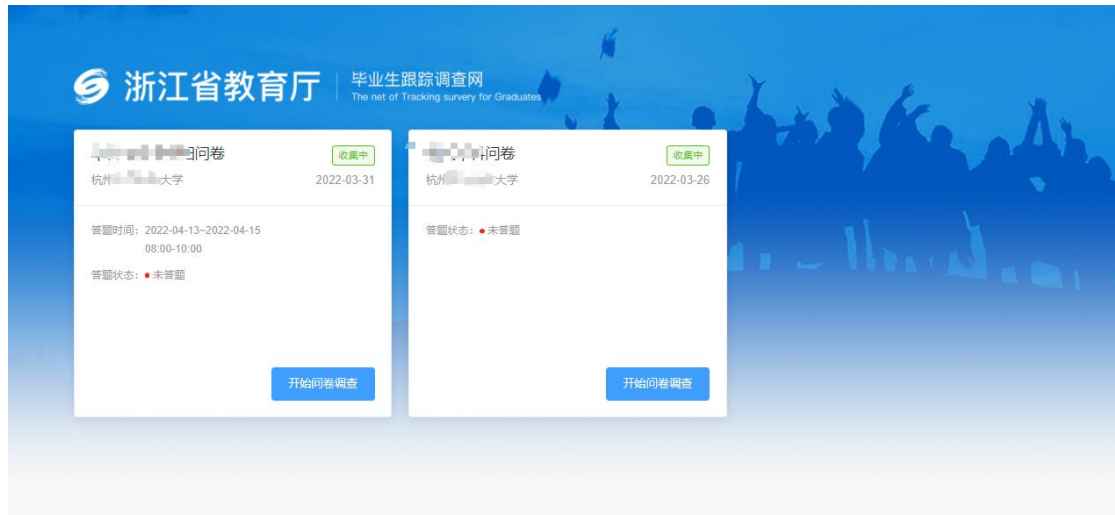 浙江省教育厅
毕业生跟踪调查网
The net of Tracking survery for Graduates
问卷 收集中
杭州 大学 2022-03-31
答题时间：2022-04-13~2022-04-15
08:00-10:00
答题状态：未答题
开始问卷调查
问卷 收集中
杭州 大学 2022-03-26
答题状态：未答题
开始问卷调查